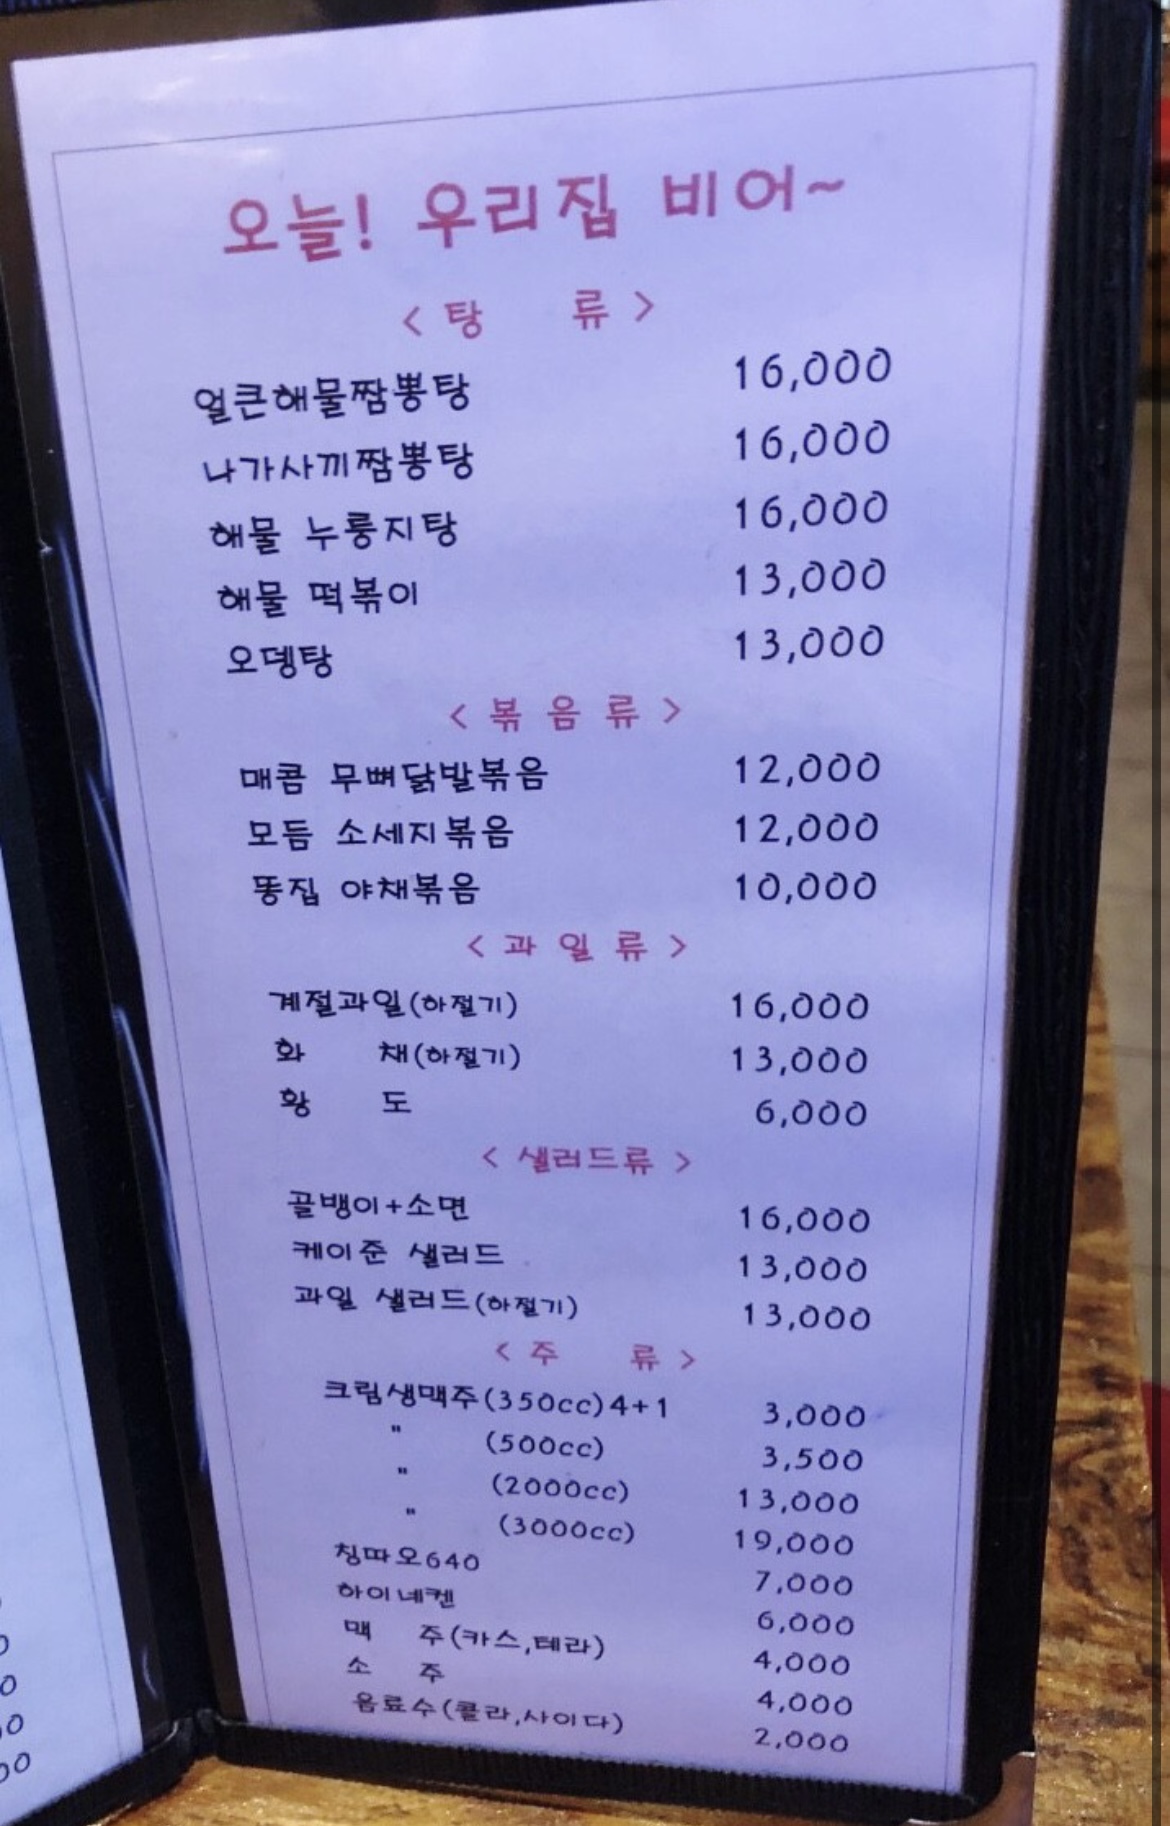 오늘! 우리집 비어~
< 탕 류 >
얼큰해물짬뽕탕 16,000
나가사끼짬뽕탕 16,000
해물 누룽지탕 16,000
해물 떡볶이 13,000
오뎅탕 13,000
< 볶음류 >
매콤 무뼈닭발볶음 12,000
모듬 소세지볶음 12,000
똥집 야채볶음 10,000
< 과일류 >
계절과일(하절기) 16,000
화 채(하절기) 13,000
황 도 6,000
< 샐러드류 >
골뱅이+소면 16,000
케이준 샐러드 13,000
과일 샐러드(하절기) 13,000
< 주 류 >
크림생맥주(350cc)4+1 3,000
" (500cc) 3,500
" (2000cc) 13,000
" (3000cc) 19,000
칭따오640 7,000
하이네켄 6,000
맥 주(카스,테라) 4,000
소 주 4,000
음료수(콜라,사이다) 2,000